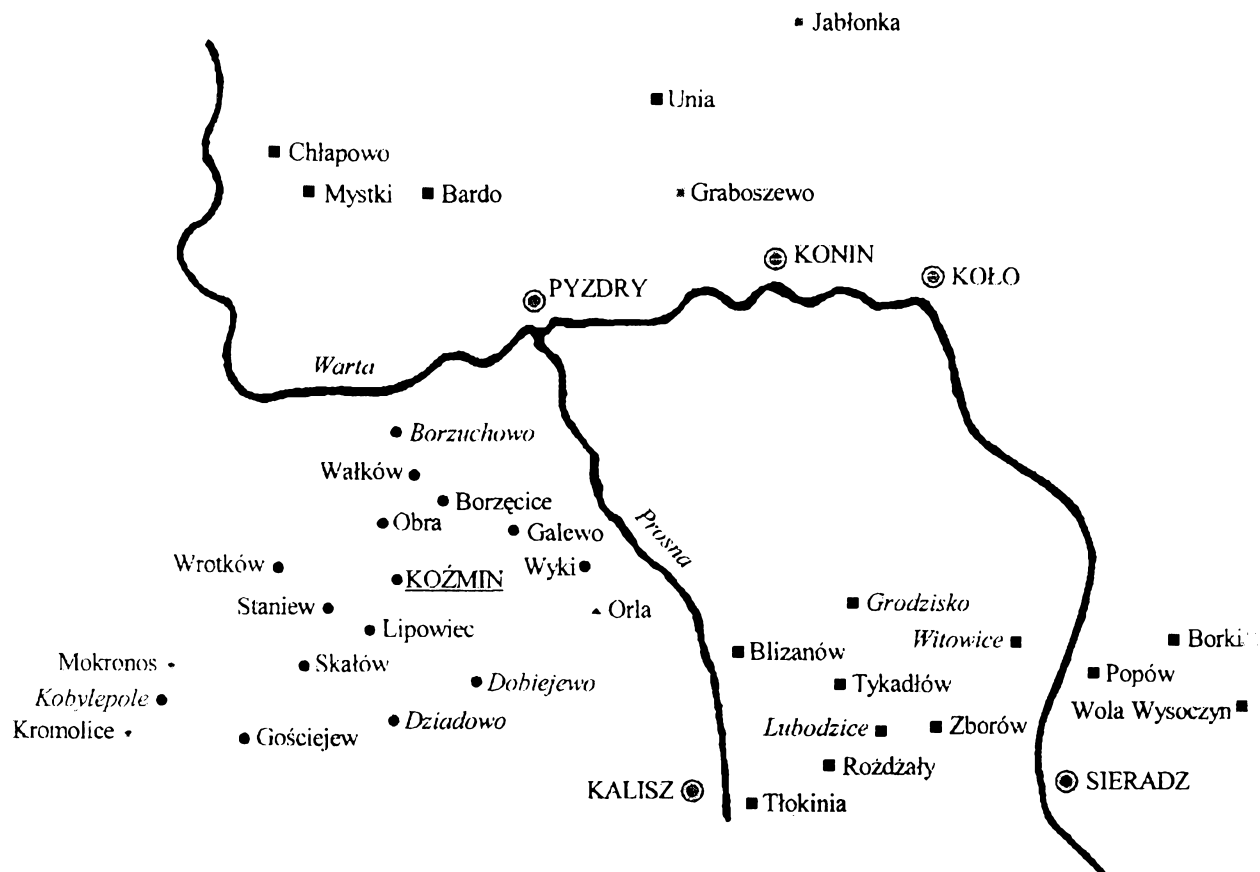 Jabłonka
Unia
Chłapowo
Mystki
Bardo
Graboszewo
KONIN
KOŁO
PYZDRY
Warta
Borzuchowo
Wałków
Borzęcice
Obra
Galewo
Prosna
Wrotków
KOŹMIN
Wyki
Staniew
Orla
Grodzisko
Lipowiec
Witowice
Borki
Mokronos
Skałów
Blizanów
Popów
Kobylepole
Dobiejewo
Tykadłów
Wola Wysoczyn
Kromolice
Gościejew
Dziadowo
Lubodzice
Zborów
Rożdżały
KALISZ
Tłokinia
SIERADZ